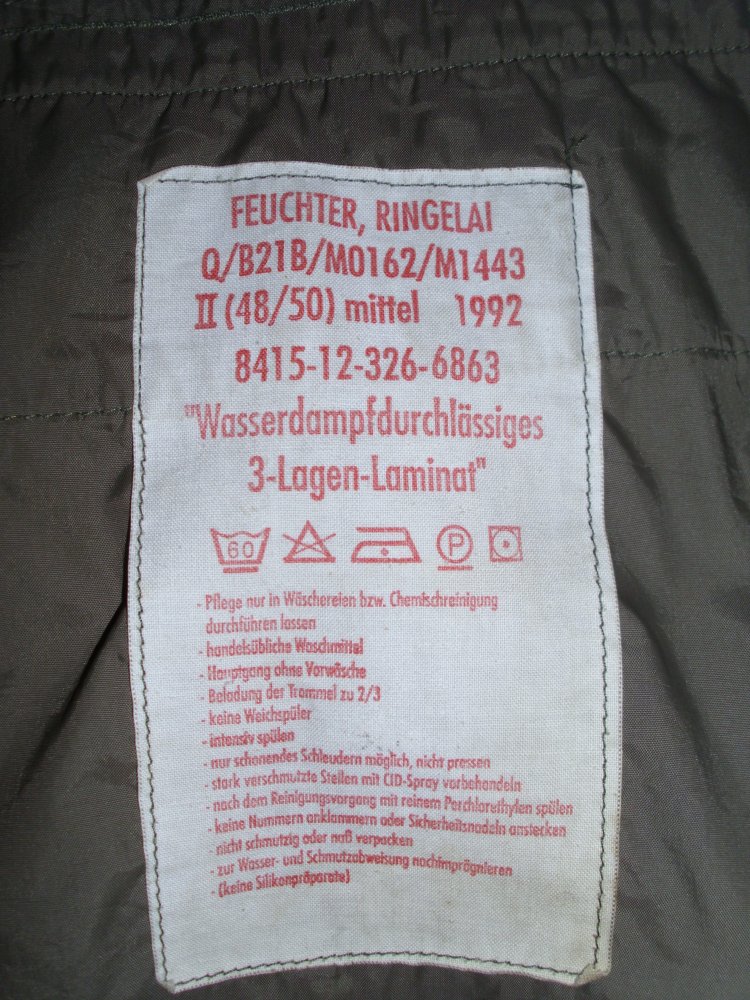 FEUCHTER, RINGELAI
Q/B21B/M0162/M1443
II (48/50) mittel 1992
8415-12-326-6863
"Wasserdampfdurchlässiges
3-Lagen-Laminat"
60 P
- Pflege nur in Wäschereien bzw. Chemischreinigung
durchführen lassen
- handelsübliche Waschmittel
- Hauptgang ohne Vorwäsche
- Beladung der Trommel zu 2/3
- keine Weichspüler
- intensiv spülen
- nur schonendes Schleudern möglich, nicht pressen
- stark verschmutzte Stellen mit CID-Spray vorbehandeln
- nach dem Reinigungsvorgang mit reinem Perchlorethylen spülen
- keine Nummern anklammern oder Sicherheitsnadeln anstecken
- nicht schmutzig oder naß verpacken
- zur Wasser- und Schmutzabweisung nachimprägnieren
- (keine Silikonpräparate)